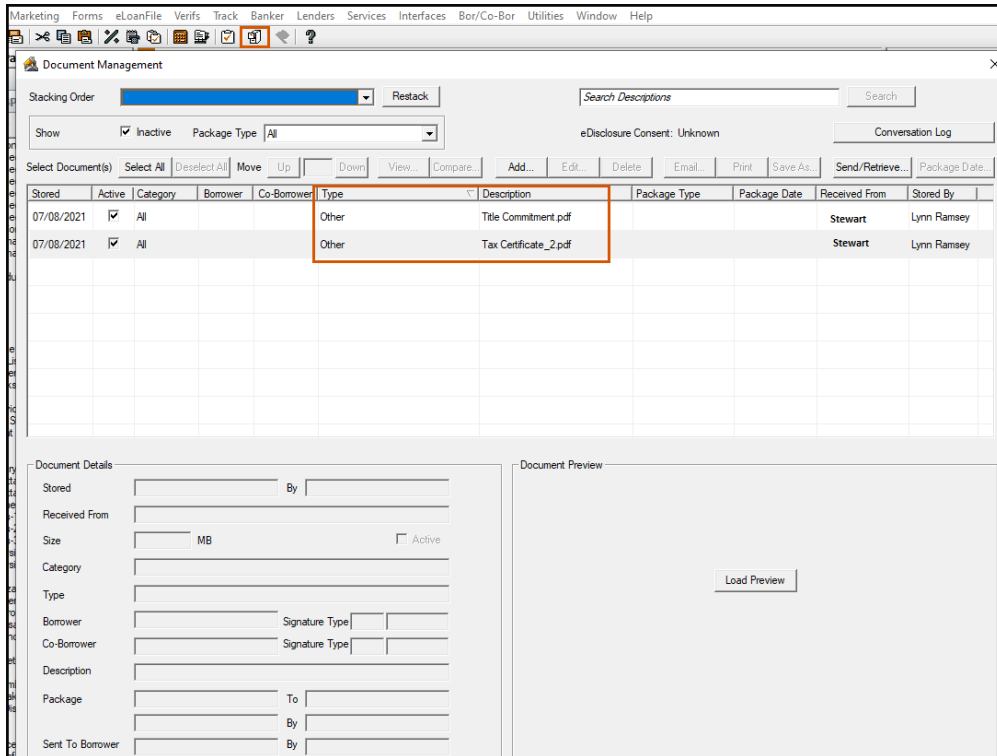 Marketing Forms eLoanFile Verifs Track Banker Lenders Services Interfaces Bor/Co-Bor Utilities Window Help
Document Management
Stacking Order Restack Search Descriptions Search
Show Inactive Package Type All eDisclosure Consent: Unknown Conversation Log
Select Document(s) Select All Deselect All Move Up Down View... Compare... Add... Edit... Delete Email... Print Save As... Send/Retrieve... Package Date...
Stored Active Category Borrower Co-Borrower Type Description Package Type Package Date Received From Stored By
07/08/2021 All Other Title Commitment.pdf Stewart Lynn Ramsey
07/08/2021 All Other Tax Certificate_2.pdf Stewart Lynn Ramsey
Document Details
Stored By
Received From
Size MB Active
Category
Type
Borrower Signature Type
Co-Borrower Signature Type
Description
Package To
By
Sent To Borrower By
Document Preview
Load Preview